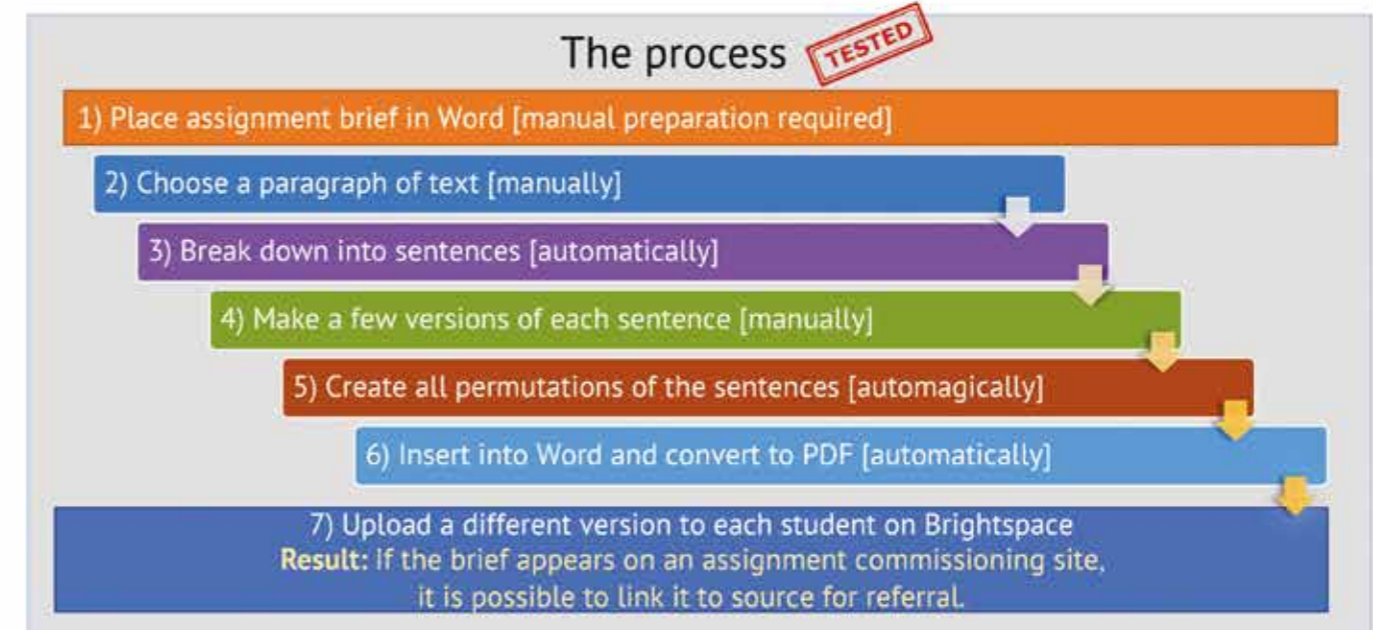 The process TESTED
1) Place assignment brief in Word [manual preparation required]
2) Choose a paragraph of text [manually]
3) Break down into sentences [automatically]
4) Make a few versions of each sentence [manually]
5) Create all permutations of the sentences [automagically]
6) Insert into Word and convert to PDF [automatically]
7) Upload a different version to each student on Brightspace
Result: If the brief appears on an assignment commissioning site,
it is possible to link it to source for referral.